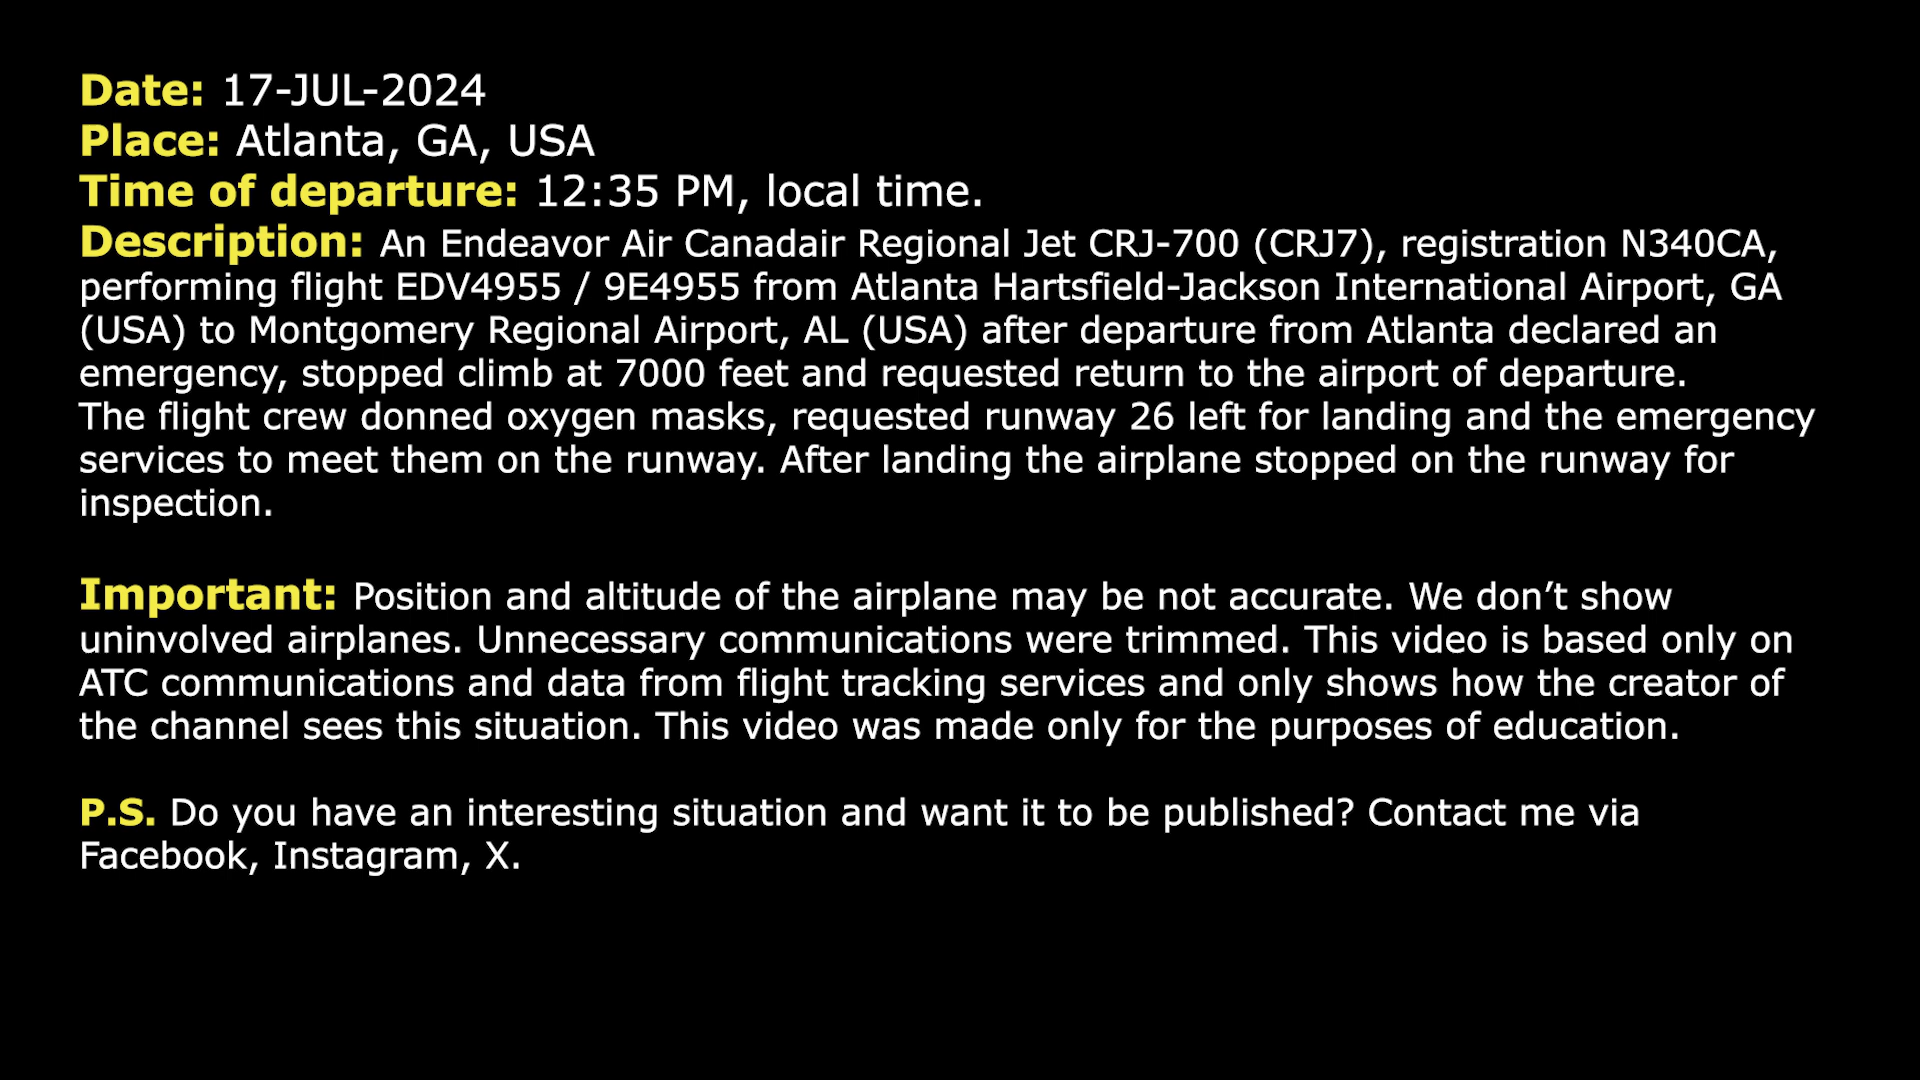 Date: 17-JUL-2024
Place: Atlanta, GA, USA
Time of departure: 12:35 PM, local time.
Description: An Endeavor Air Canadair Regional Jet CRJ-700 (CRJ7), registration N340CA,
performing flight EDV4955 / 9E4955 from Atlanta Hartsfield-Jackson International Airport, GA
(USA) to Montgomery Regional Airport, AL (USA) after departure from Atlanta declared an
emergency, stopped climb at 7000 feet and requested return to the airport of departure.
The flight crew donned oxygen masks, requested runway 26 left for landing and the emergency
services to meet them on the runway. After landing the airplane stopped on the runway for
inspection.
Important: Position and altitude of the airplane may be not accurate. We don’t show
uninvolved airplanes. Unnecessary communications were trimmed. This video is based only on
ATC communications and data from flight tracking services and only shows how the creator of
the channel sees this situation. This video was made only for the purposes of education.
P.S. Do you have an interesting situation and want it to be published? Contact me via
Facebook, Instagram, X.